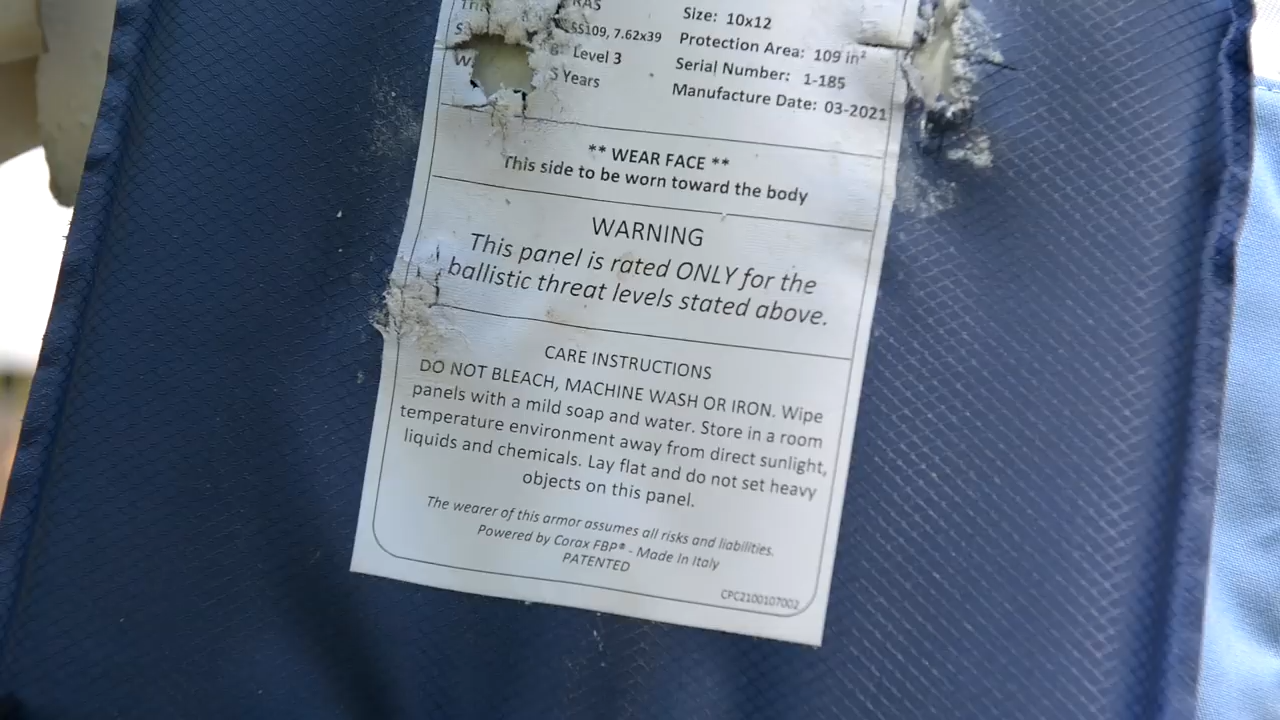 RAS
Size: 10x12
SS109, 7.62x39
Protection Area: 109 in²
Level 3
Serial Number: 1-185
5 Years
Manufacture Date: 03-2021
** WEAR FACE **
This side to be worn toward the body
WARNING
This panel is rated ONLY for the
ballistic threat levels stated above.
CARE INSTRUCTIONS
DO NOT BLEACH, MACHINE WASH OR IRON. Wipe
panels with a mild soap and water. Store in a room
temperature environment away from direct sunlight,
liquids and chemicals. Lay flat and do not set heavy
objects on this panel.
The wearer of this armor assumes all risks and liabilities.
Powered by Corax FBP® - Made In Italy
PATENTED
CPC2100107002